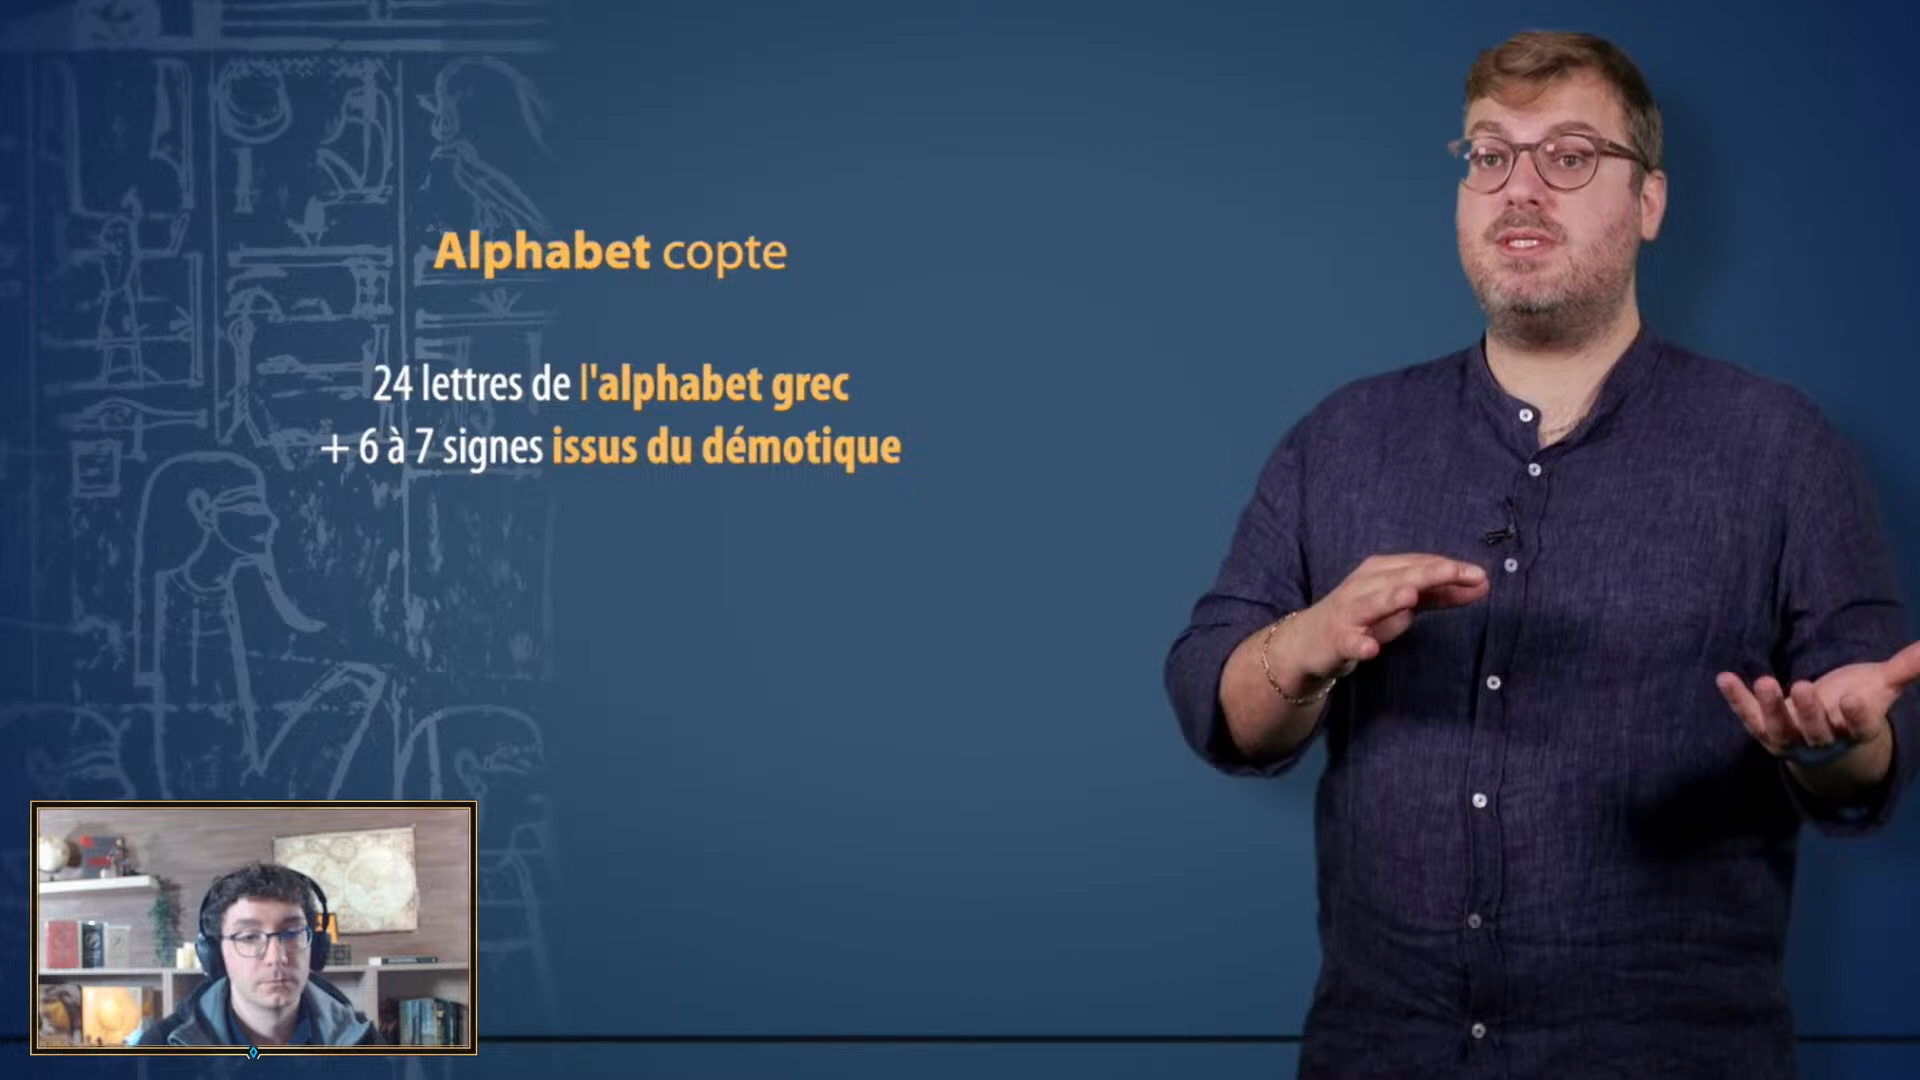 Alphabet copte
24 lettres de l'alphabet grec
+ 6 à 7 signes issus du démotique